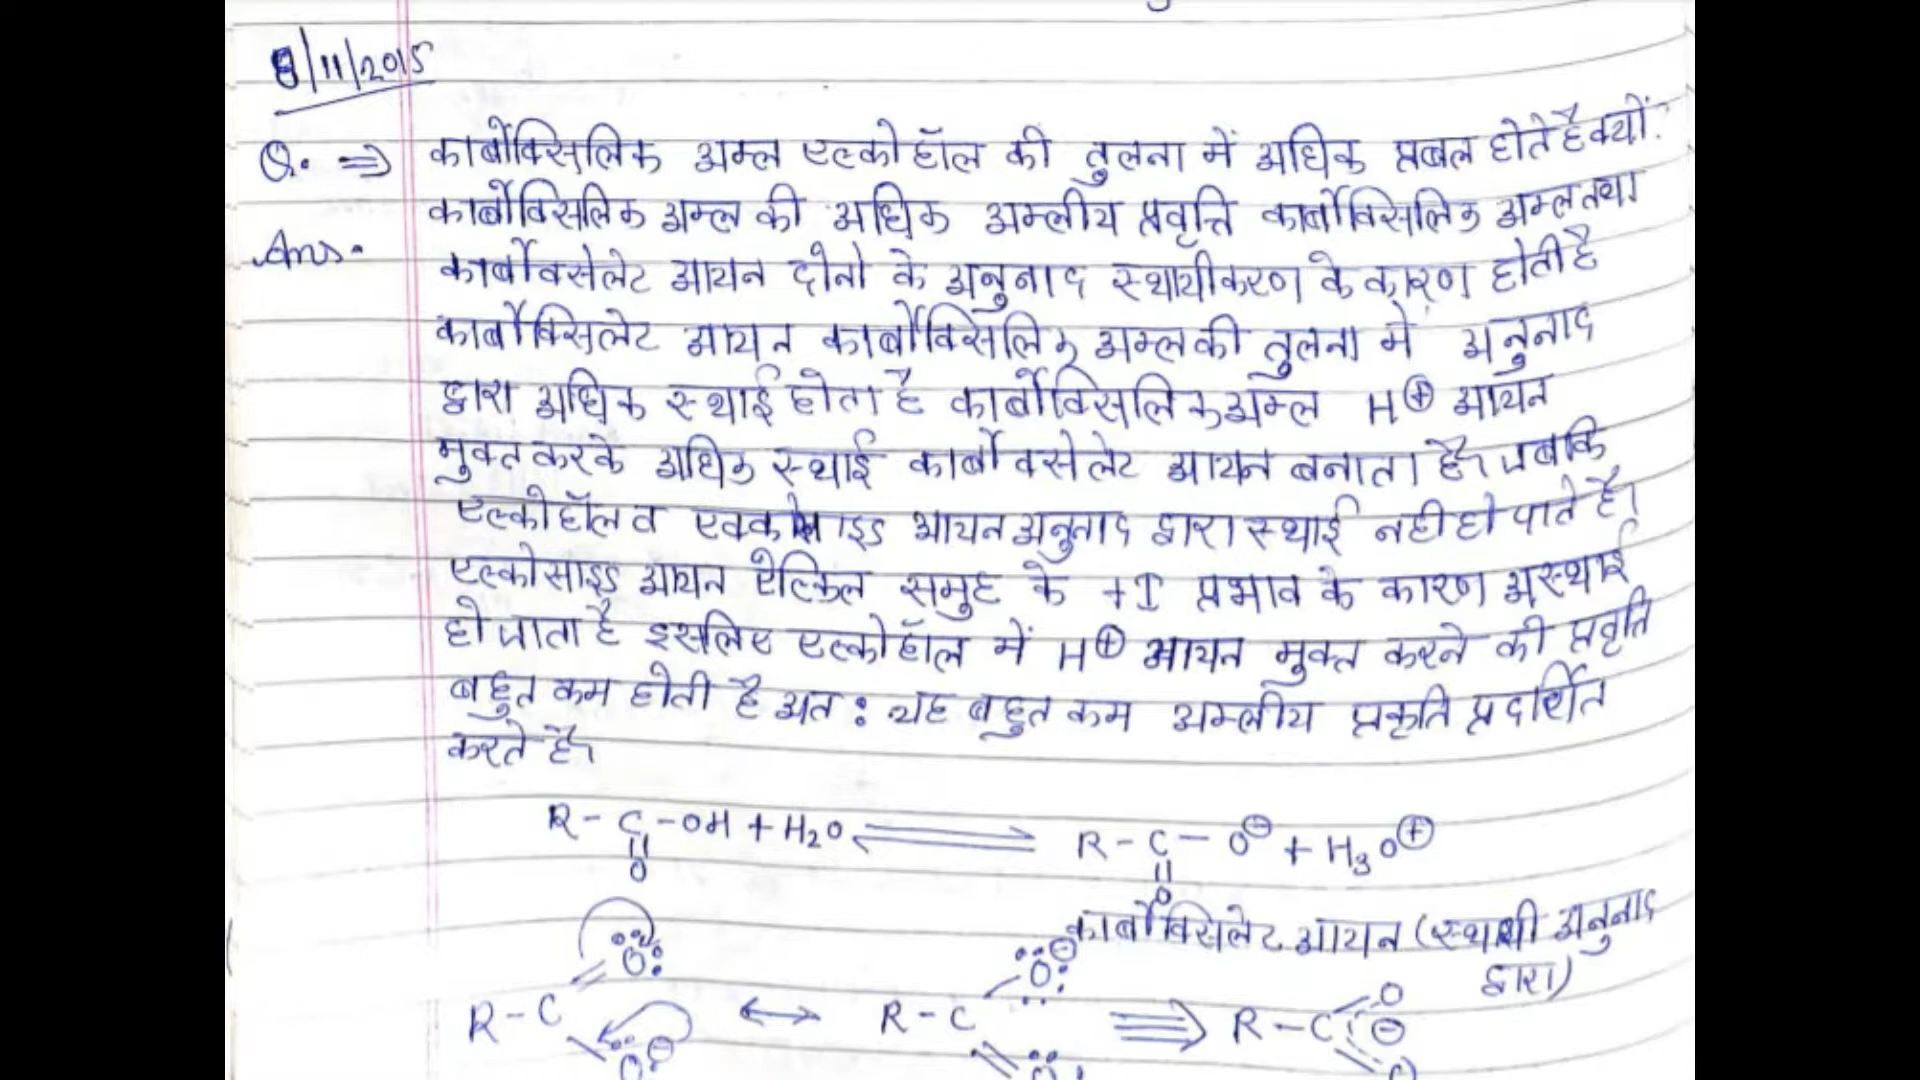 8/11/2015
Q. ⇒ कार्बोक्सिलिक अम्ल एल्कोहॉल की तुलना में अधिक प्रबल होते है क्यों.
कार्बोक्सिलिक अम्ल की अधिक अम्लीय प्रवृत्ति कार्बोक्सिलिक अम्ल तथा
Ans. कार्बोक्सेलेट आयन दोनो के अनुनाद स्थायीकरण के कारण होती है
कार्बोक्सिलेट आयन कार्बोक्सिलिक अम्ल की तुलना मे अनुनाद
द्वारा अधिक स्थाई होता है कार्बोक्सिलिक अम्ल H⊕ आयन
मुक्त करके अधिक स्थाई कार्बोक्सेलेट आयन बनाता है। जबकि
एल्कोहॉल व आयन अनुनाद द्वारा स्थाई नही हो पाते है।
एल्कोसाइड आयन ऐल्किल समुह के +I प्रभाव के कारण अस्थाई
हो जाता है इसलिए एल्कोहॉल में H⊕ आयन मुक्त करने की प्रवृति
बहुत कम होती है अत: यह बहुत कम अम्लीय प्रकृति प्रदर्शित
करते है।
R-C-OH + H₂O ⇌ R-C-O⊖ + H₃O⊕
O O
कार्बोक्सिलेट आयन (स्थायी अनुनाद
द्वारा)
O O⊖ O
R-C ↔ R-C ⇒ R-C ⊖
O⊖